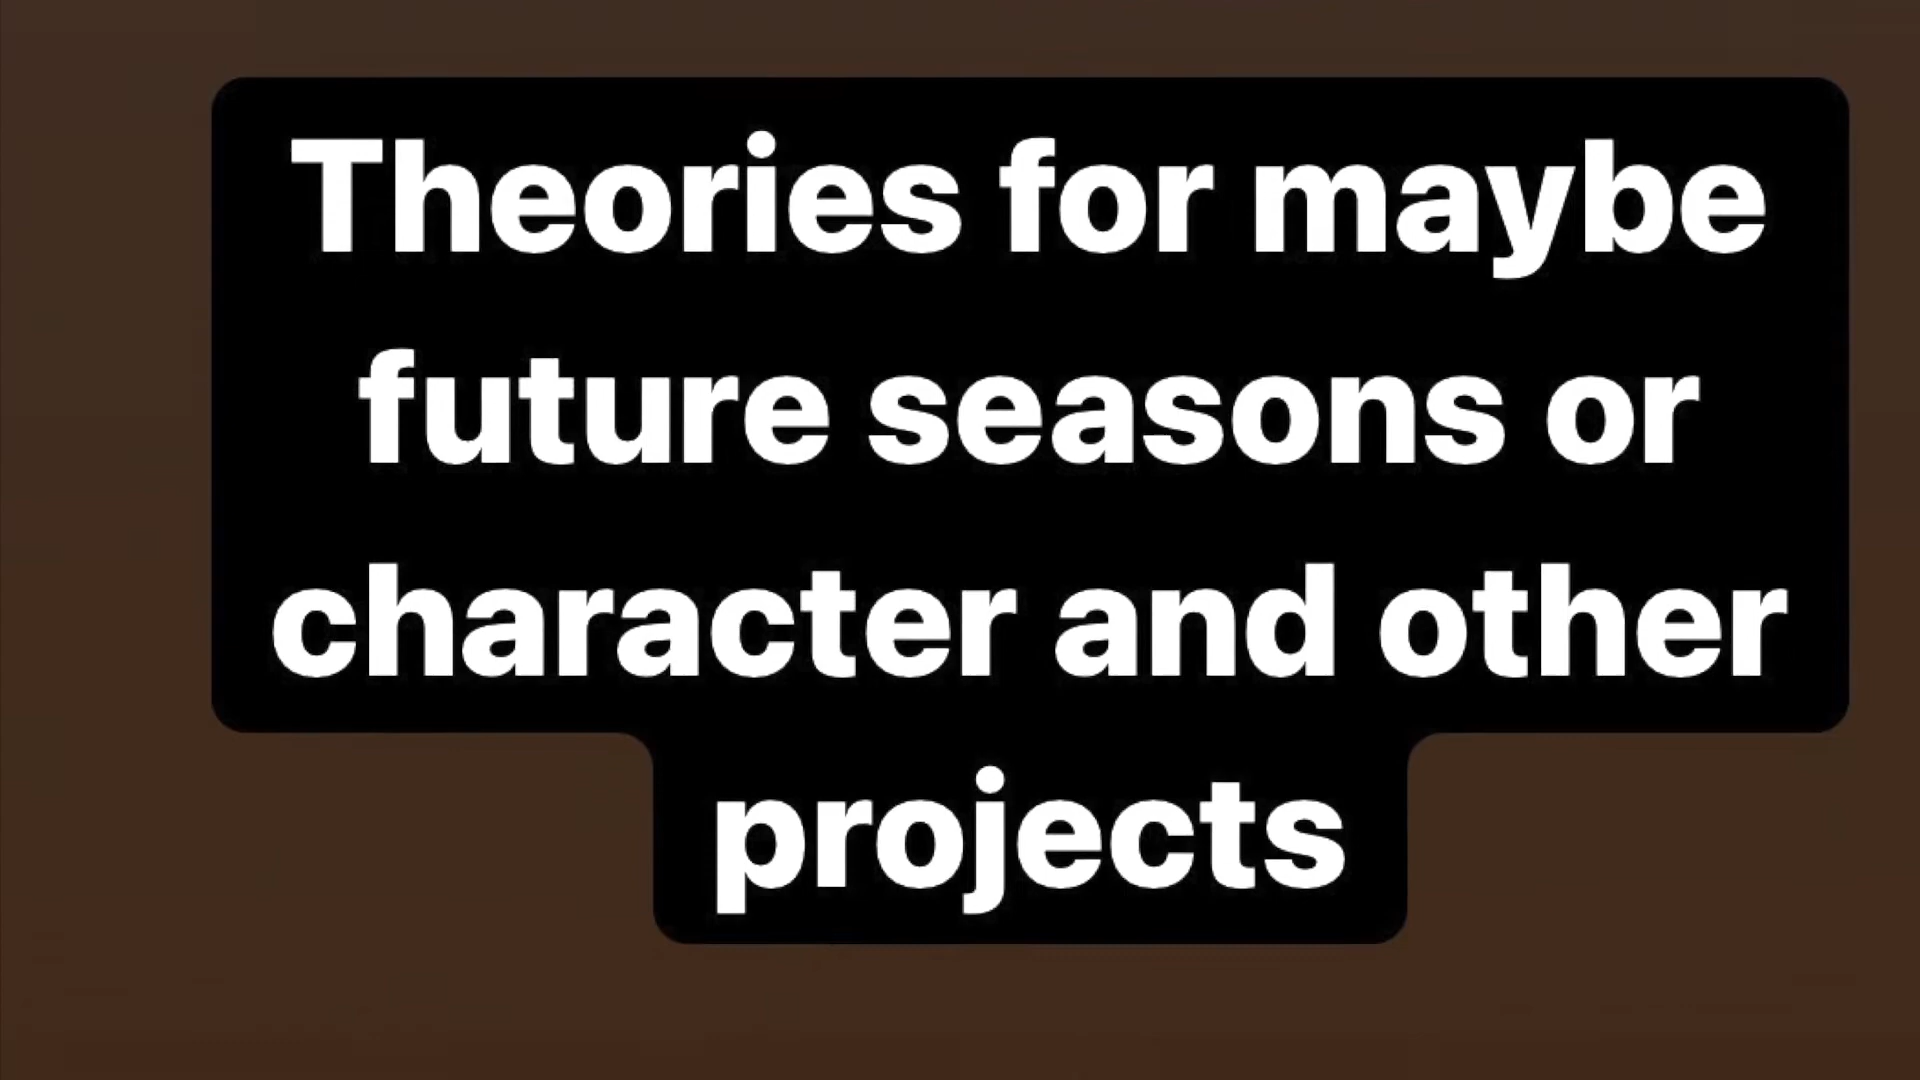 Theories for maybe
future seasons or
character and other
projects